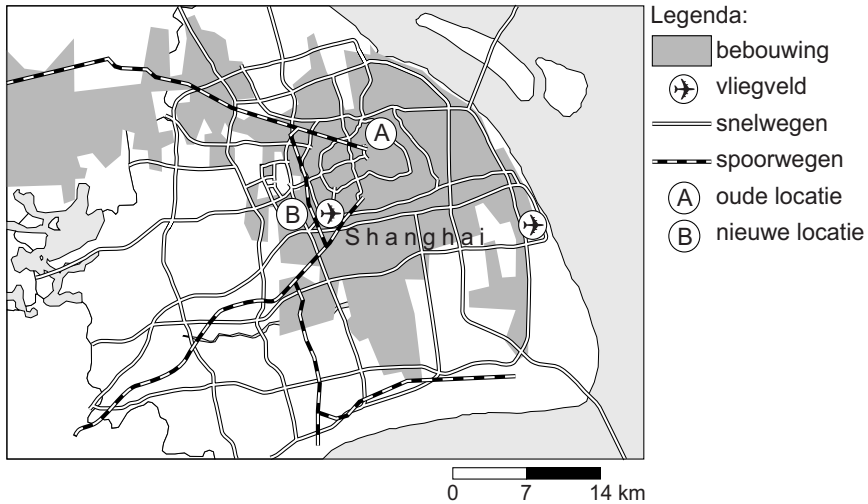 Legenda:
bebouwing
vliegveld
snelwegen
spoorwegen
A oude locatie
B nieuwe locatie
A
B
Shanghai
0 7 14 km